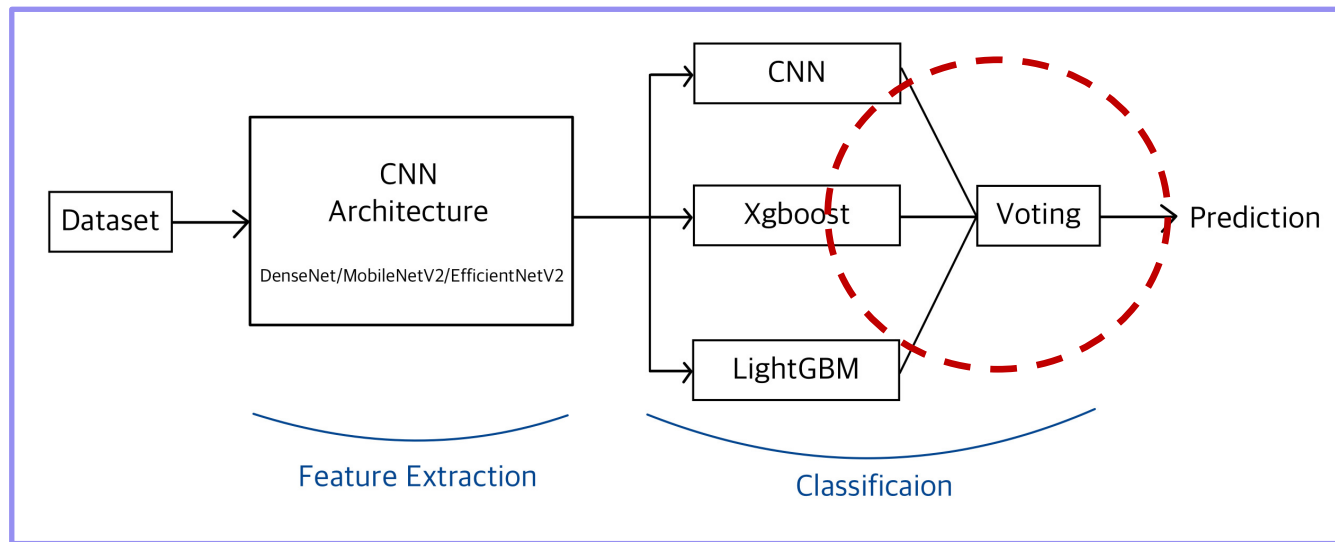 Dataset
CNN
Architecture
DenseNet/MobileNetV2/EfficientNetV2
CNN
Xgboost
LightGBM
Voting
Prediction
Feature Extraction
Classificaion